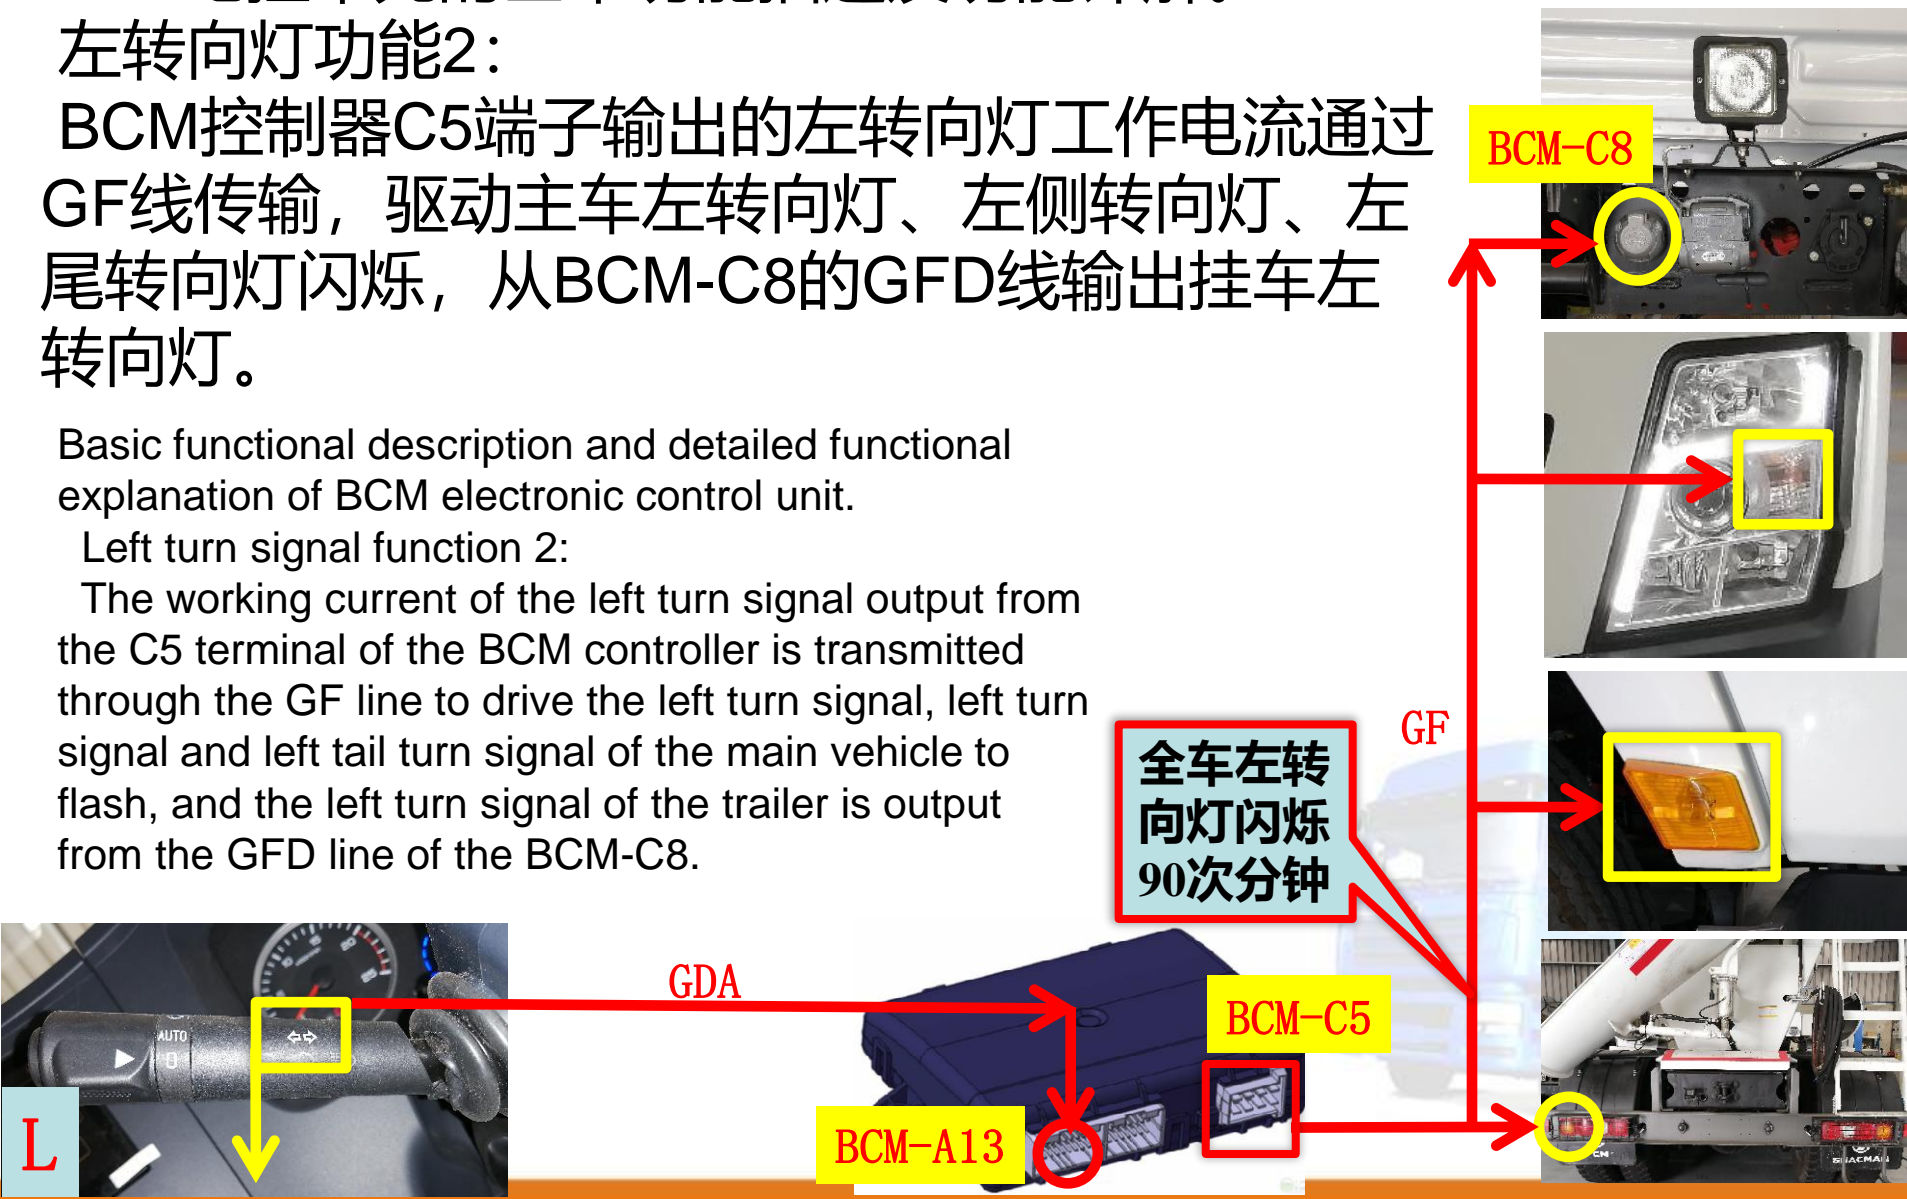 左转向灯功能2：
BCM控制器C5端子输出的左转向灯工作电流通过
GF线传输，驱动主车左转向灯、左侧转向灯、左
尾转向灯闪烁，从BCM-C8的GFD线输出挂车左
转向灯。
Basic functional description and detailed functional
explanation of BCM electronic control unit.
Left turn signal function 2:
The working current of the left turn signal output from
the C5 terminal of the BCM controller is transmitted
through the GF line to drive the left turn signal, left turn
signal and left tail turn signal of the main vehicle to
flash, and the left turn signal of the trailer is output
from the GFD line of the BCM-C8.
BCM-C8
GF
全车左转
向灯闪烁
90次分钟
GDA
BCM-C5
BCM-A13
AUTO
L
SHACMAN